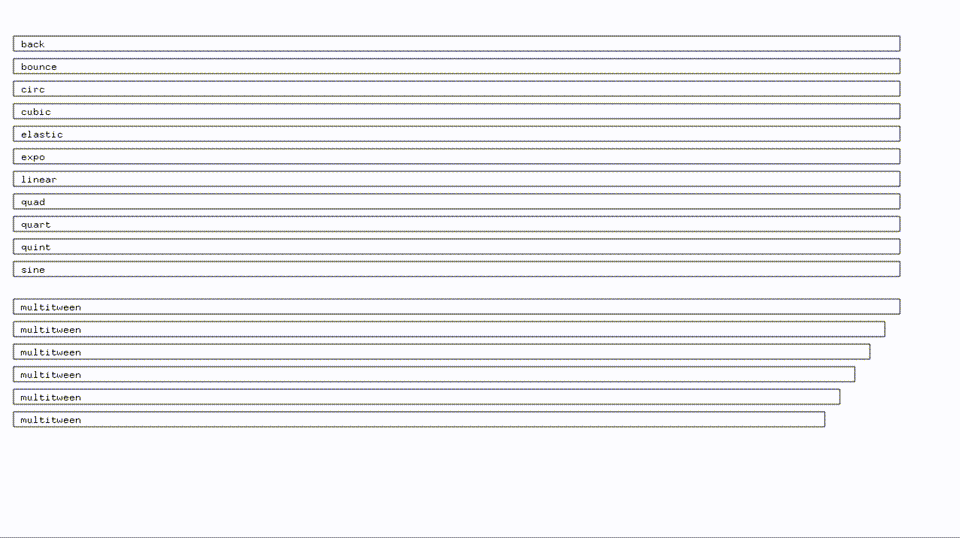 back
bounce
circ
cubic
elastic
expo
linear
quad
quart
quint
sine
multitween
multitween
multitween
multitween
multitween
multitween